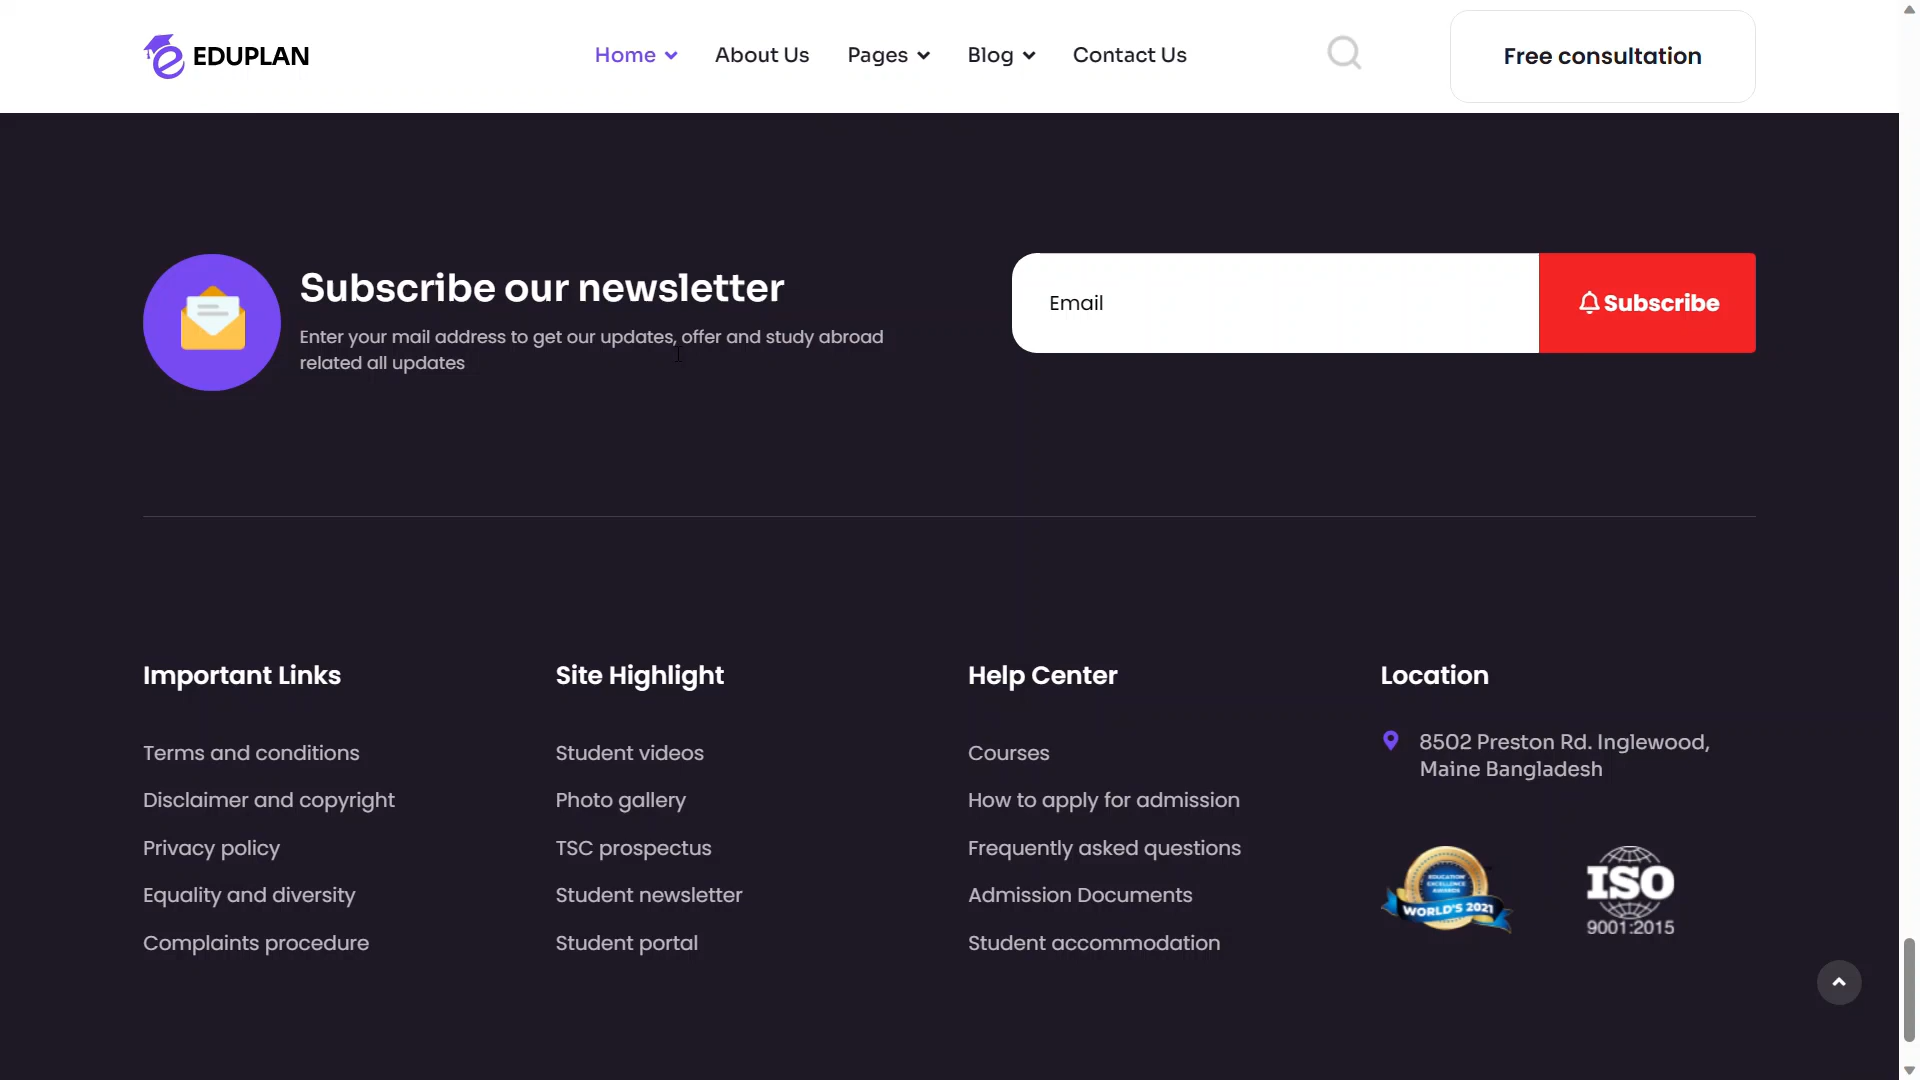 EDUPLAN
Home
About Us
Pages
Blog
Contact Us
Free consultation
Subscribe our newsletter
Enter your mail address to get our updates, offer and study abroad
related all updates
Email
Subscribe
Important Links
Terms and conditions
Disclaimer and copyright
Privacy policy
Equality and diversity
Complaints procedure
Site Highlight
Student videos
Photo gallery
TSC prospectus
Student newsletter
Student portal
Help Center
Courses
How to apply for admission
Frequently asked questions
Admission Documents
Student accommodation
Location
8502 Preston Rd. Inglewood,
Maine Bangladesh
EDUCATION
EXCELLENCE
AWARDS
WORLD'S 2021
ISO
9001:2015